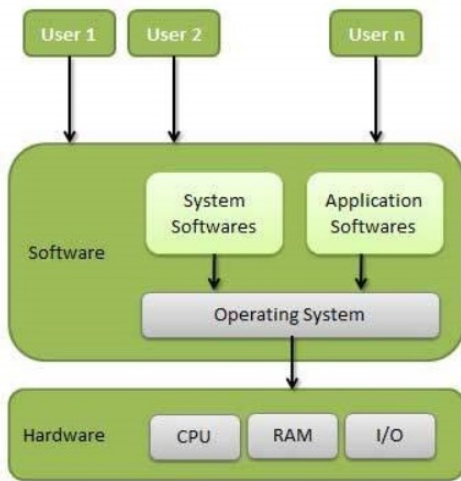 User 1
User 2
User n
System
Softwares
Application
Softwares
Software
Operating System
Hardware
CPU
RAM
I/O